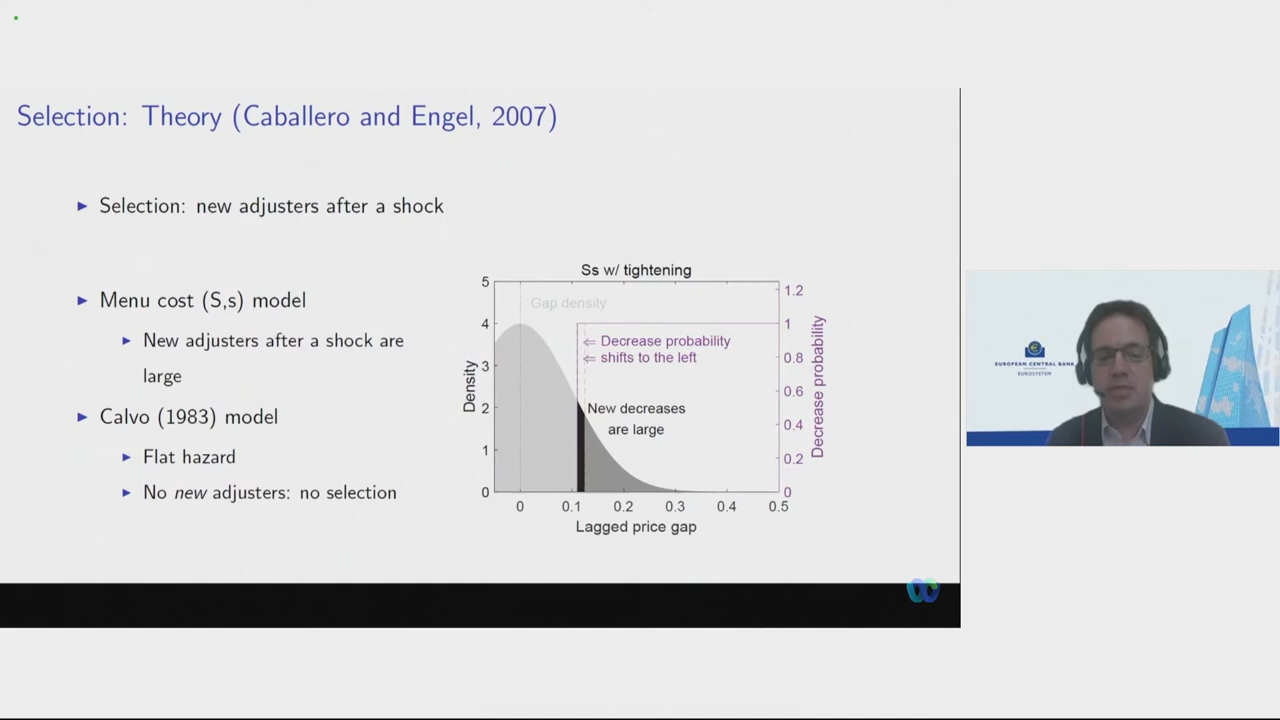 Selection: Theory (Caballero and Engel, 2007)
► Selection: new adjusters after a shock
► Menu cost (S,s) model
► New adjusters after a shock are
large
► Calvo (1983) model
► Flat hazard
► No new adjusters: no selection
Ss w/ tightening
Gap density
⇐ Decrease probability
⇐ shifts to the left
New decreases
are large
Density
5
4
3
2
1
0
0 0.1 0.2 0.3 0.4 0.5
Lagged price gap
1.2
1
0.8
0.6
0.4
0.2
0
Decrease probability
EUROPEAN CENTRAL BANK
EUROSYSTEM